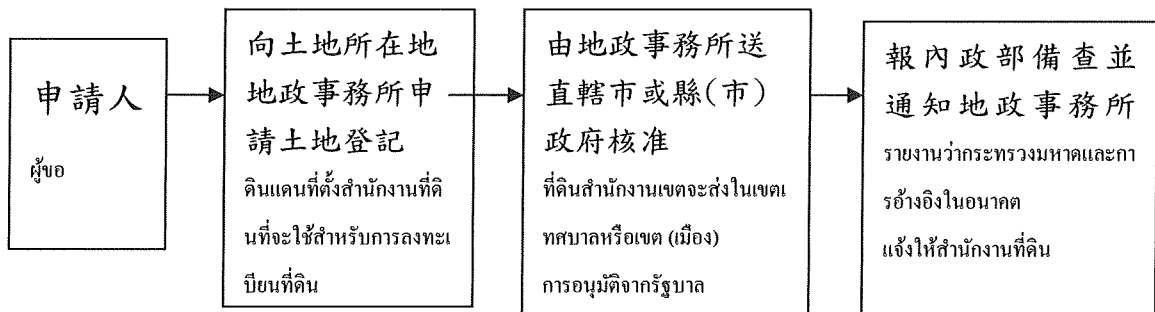 申請人
ผู้ขอ
向土地所在地
地政事務所申
請土地登記
ดินแดนที่ตั้งสำนักงานที่ดิ
นที่จะใช้สำหรับการลงทะเ
บียนที่ดิน
由地政事務所送
直轄市或縣(市)
政府核准
ที่ดินสำนักงานเขตจะส่งในเขตเ
ทศบาลหรือเขต (เมือง)
การอนุมัติจากรัฐบาล
報內政部備查並
通知地政事務所
รายงานว่ากระทรวงมหาดและกา
รอ้างอิงในอนาคต
แจ้งให้สำนักงานที่ดิน